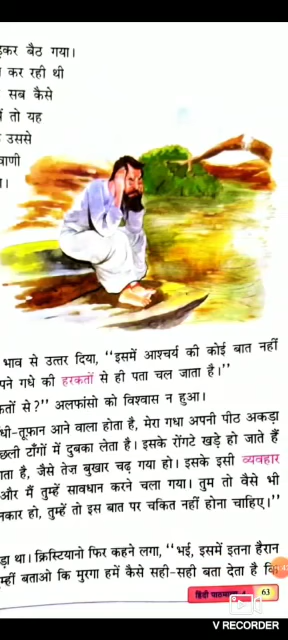 कर बैठ गया।
कर रही थी
सब कैसे
तो यह
उससे
भाव से उत्तर दिया, ‘‘इसमें आश्चर्य की कोई बात नहीं
पने गधे की हरकतों से ही पता चल जाता है।’’
कतों से?’’ अलफांसो को विश्वास न हुआ।
धी-तूफ़ान आने वाला होता है, मेरा गधा अपनी पीठ अकड़ा
छली टाँगों में दुबका लेता है। इसके रोंगटे खड़े हो जाते हैं
ाता है, जैसे तेज़ बुखार चढ़ गया हो। इसके इसी व्यवहार
और मैं तुम्हें सावधान करने चला गया। तुम तो वैसे भी
नकार हो, तुम्हें तो इस बात पर चकित नहीं होना चाहिए।’’
ड़ा था। क्रिस्टियानो फिर कहने लगा, ‘‘भई, इसमें इतना हैरान
म्हीं बताओ कि मुरगा हमें कैसे सही-सही बता देता है कि
हिंदी पाठमाला 63
V RECORDER